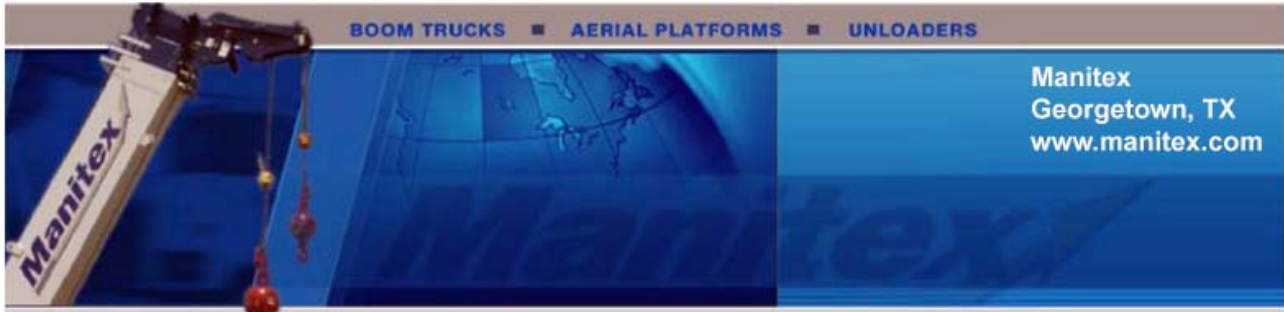 BOOM TRUCKS ■ AERIAL PLATFORMS ■ UNLOADERS
Manitex
Georgetown, TX
www.manitex.com
Manitex
Manitex